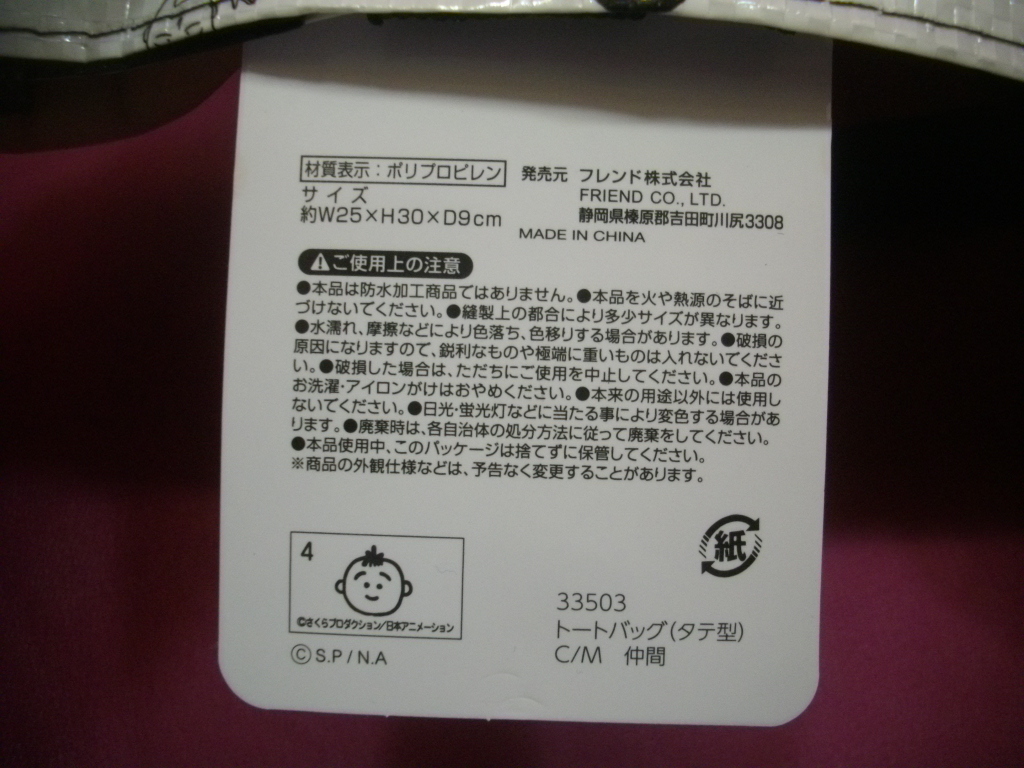 材質表示：ポリプロピレン
サイズ
約W25×H30×D9cm
発売元 フレンド株式会社
FRIEND CO., LTD.
静岡県榛原郡吉田町川尻3308
MADE IN CHINA
ご使用上の注意
●本品は防水加工商品ではありません。●本品を火や熱源のそばに近
づけないでください。●縫製上の都合により多少サイズが異なります。
●水濡れ、摩擦などにより色落ち、色移りする場合があります。●破損の
原因になりますので、鋭利なものや極端に重いものは入れないでくださ
い。●破損した場合は、ただちにご使用を中止してください。●本品の
お洗濯・アイロンがけはおやめください。●本来の用途以外には使用し
ないでください。●日光・蛍光灯などに当たる事により変色する場合があ
ります。●廃棄時は、各自治体の処分方法に従って廃棄をしてください。
●本品使用中、このパッケージは捨てずに保管してください。
※商品の外観仕様などは、予告なく変更することがあります。
4
©さくらプロダクション/日本アニメーション
Ⓒ S.P / N.A
紙
33503
トートバッグ(タテ型)
C/M 仲間